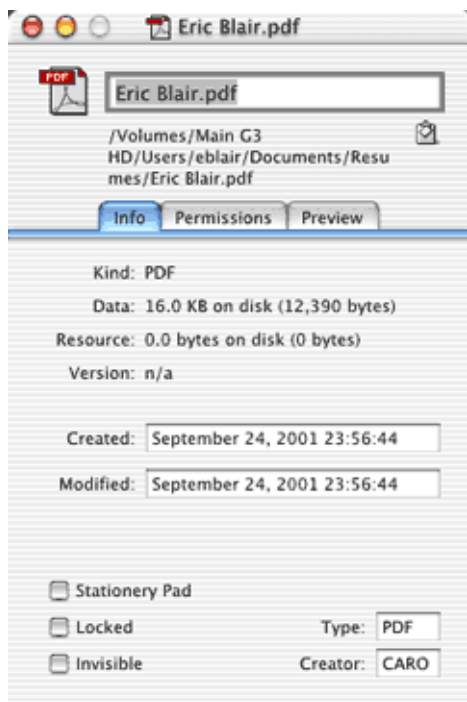 Eric Blair.pdf
PDF
Eric Blair.pdf
/Volumes/Main G3
HD/Users/eblair/Documents/Resu
mes/Eric Blair.pdf
Info Permissions Preview
Kind: PDF
Data: 16.0 KB on disk (12,390 bytes)
Resource: 0.0 bytes on disk (0 bytes)
Version: n/a
Created: September 24, 2001 23:56:44
Modified: September 24, 2001 23:56:44
Stationery Pad
Locked Type: PDF
Invisible Creator: CARO